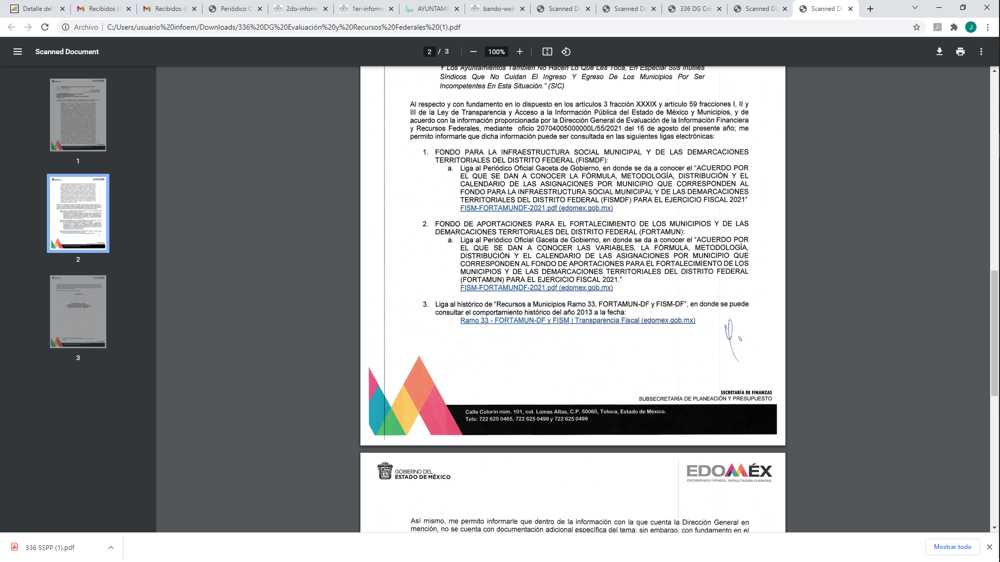 Detalle del S
Recibidos (1
Recibidos (4
Periódico O
2do-inform
1er-informe
AYUNTAMIE
bando-web
Scanned Do
Scanned Do
336 DG Cré
Scanned Do
Scanned Do
Archivo
C:/Users/usuario%20infoem/Downloads/336%20DG%20Evaluación%20y%20Recursos%20Federales%20(1).pdf
J
Scanned Document
2 / 3
100%
1
2
3
Y Los Ayuntamientos También No Hacen Lo Que Les Toca, En Especial Sus Inútiles
Síndicos Que No Cuidan El Ingreso Y Egreso De Los Municipios Por Ser
Incompetentes En Esta Situación.” (SIC)
Al respecto y con fundamento en lo dispuesto en los artículos 3 fracción XXXIX y artículo 59 fracciones I, II y
III de la Ley de Transparencia y Acceso a la Información Pública del Estado de México y Municipios, y de
acuerdo con la información proporcionada por la Dirección General de Evaluación de la Información Financiera
y Recursos Federales, mediante oficio 20704005000000L/55/2021 del 16 de agosto del presente año; me
permito informarle que dicha información puede ser consultada en las siguientes ligas electrónicas:
1. FONDO PARA LA INFRAESTRUCTURA SOCIAL MUNICIPAL Y DE LAS DEMARCACIONES
TERRITORIALES DEL DISTRITO FEDERAL (FISMDF):
a. Liga al Periódico Oficial Gaceta de Gobierno, en donde se da a conocer el “ACUERDO POR
EL QUE SE DAN A CONOCER LA FÓRMULA, METODOLOGÍA, DISTRIBUCIÓN Y EL
CALENDARIO DE LAS ASIGNACIONES POR MUNICIPIO QUE CORRESPONDEN AL
FONDO PARA LA INFRAESTRUCTURA SOCIAL MUNICIPAL Y DE LAS DEMARCACIONES
TERRITORIALES DEL DISTRITO FEDERAL (FISMDF) PARA EL EJERCICIO FISCAL 2021”
FISM-FORTAMUNDF-2021.pdf (edomex.gob.mx)
2. FONDO DE APORTACIONES PARA EL FORTALECIMIENTO DE LOS MUNICIPIOS Y DE LAS
DEMARCACIONES TERRITORIALES DEL DISTRITO FEDERAL (FORTAMUN):
a. Liga al Periódico Oficial Gaceta de Gobierno, en donde se da a conocer el “ACUERDO POR
EL QUE SE DAN A CONOCER LAS VARIABLES, LA FÓRMULA, METODOLOGÍA,
DISTRIBUCIÓN Y EL CALENDARIO DE LAS ASIGNACIONES POR MUNICIPIO QUE
CORRESPONDEN AL FONDO DE APORTACIONES PARA EL FORTALECIMIENTO DE LOS
MUNICIPIOS Y DE LAS DEMARCACIONES TERRITORIALES DEL DISTRITO FEDERAL
(FORTAMUN) PARA EL EJERCICIO FISCAL 2021.”
FISM-FORTAMUNDF-2021.pdf (edomex.gob.mx)
3. Liga al histórico de “Recursos a Municipios Ramo 33, FORTAMUN-DF y FISM-DF”, en donde se puede
consultar el comportamiento histórico del año 2013 a la fecha:
Ramo 33 - FORTAMUN-DF y FISM | Transparencia Fiscal (edomex.gob.mx)
SECRETARÍA DE FINANZAS
SUBSECRETARÍA DE PLANEACIÓN Y PRESUPUESTO
Calle Colorín núm. 101, col. Lomas Altas, C.P. 50060, Toluca, Estado de México.
Tels: 722 625 0465, 722 625 0498 y 722 625 0499
GOBIERNO DEL
ESTADO DE MÉXICO
EDOMÉX
DECISIONES FIRMES, RESULTADOS FUERTES.
Así mismo, me permito informarle que dentro de la información con la que cuenta la Dirección General en
mención, no se cuenta con documentación adicional específica del tema; sin embargo, con fundamento en el
336 SSPP (1).pdf
Mostrar todo